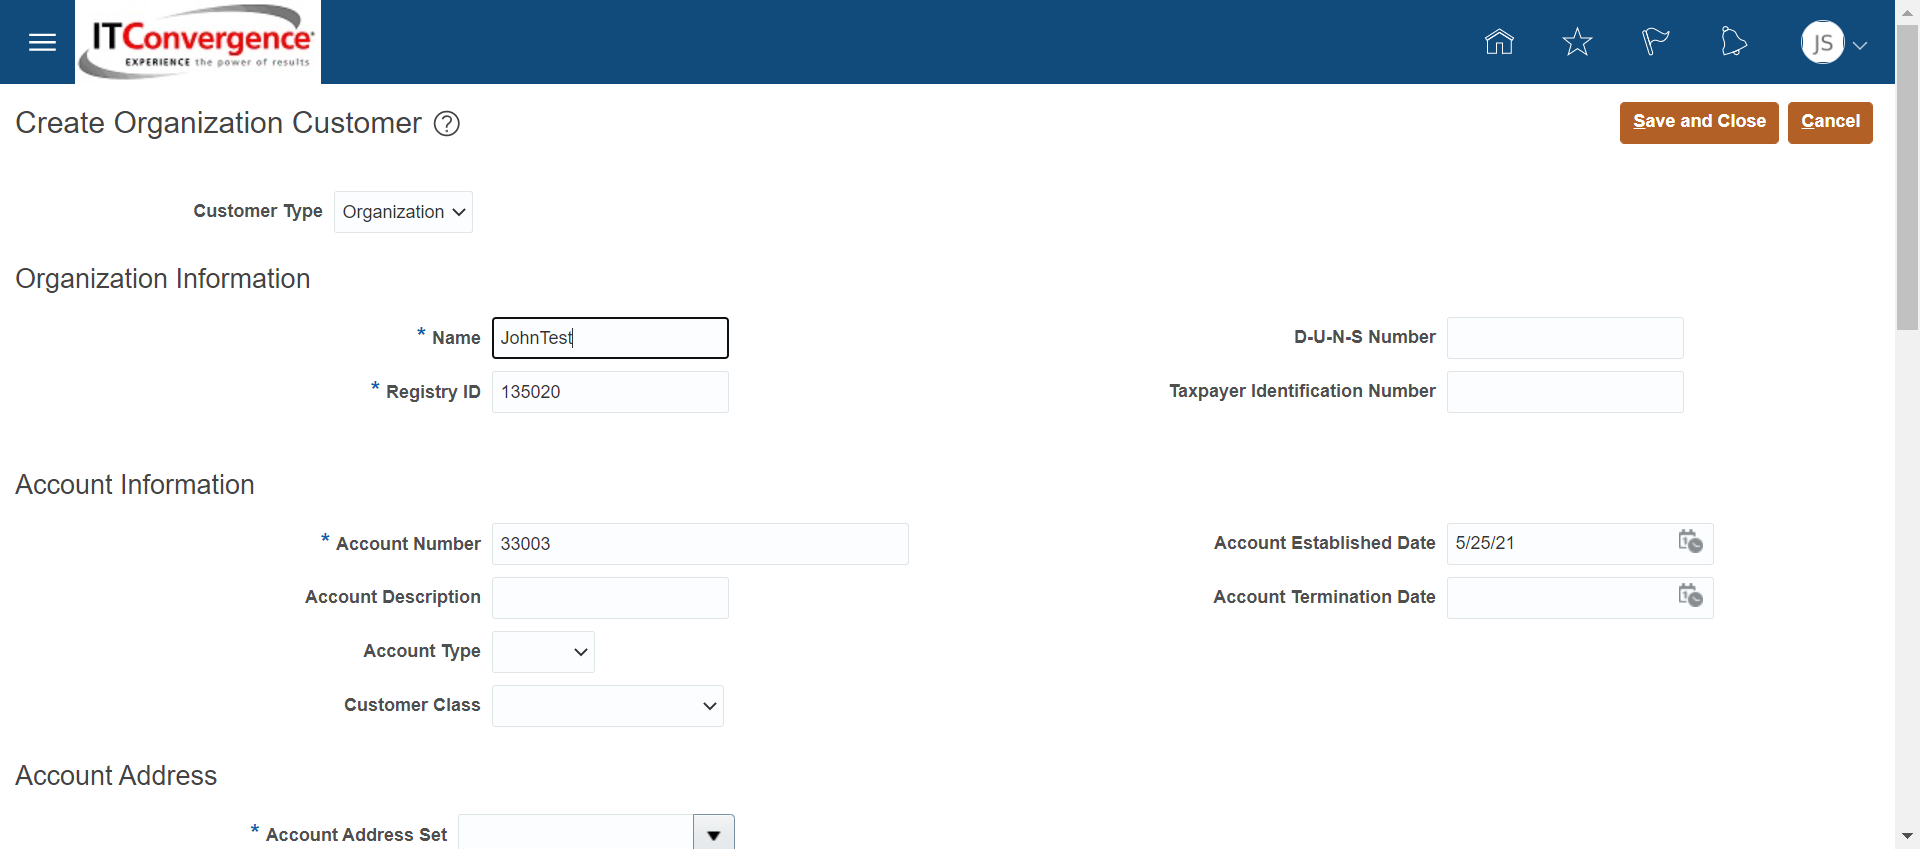 ITConvergence
EXPERIENCE the power of results
JS
Create Organization Customer ?
Save and Close
Cancel
Customer Type Organization
Organization Information
* Name JohnTest
D-U-N-S Number
* Registry ID 135020
Taxpayer Identification Number
Account Information
* Account Number 33003
Account Established Date 5/25/21
Account Description
Account Termination Date
Account Type
Customer Class
Account Address
* Account Address Set